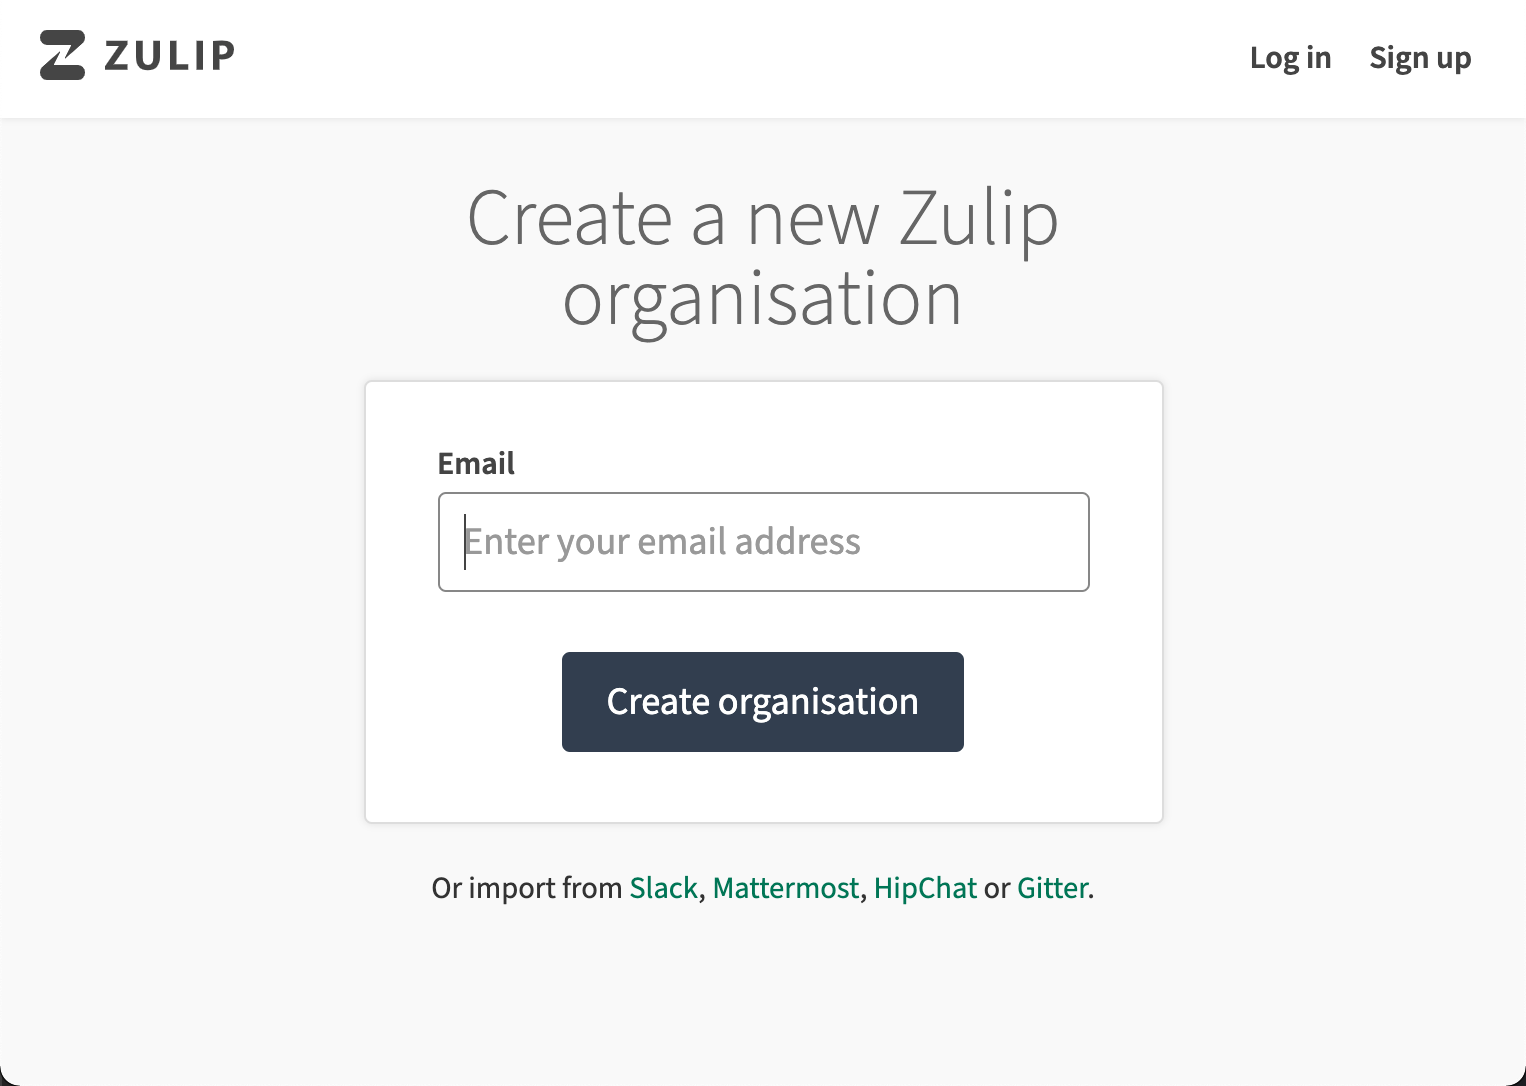 ZULIP
Log in Sign up
Create a new Zulip
organisation
Email
Enter your email address
Create organisation
Or import from Slack, Mattermost, HipChat or Gitter.